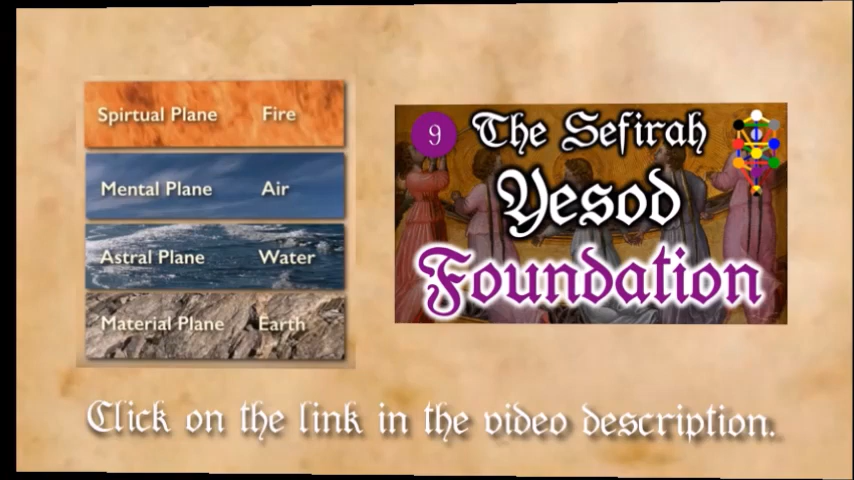 Spirtual Plane Fire
Mental Plane Air
Astral Plane Water
Material Plane Earth
9 The Sefirah
Yesod
Foundation
Click on the link in the video description.